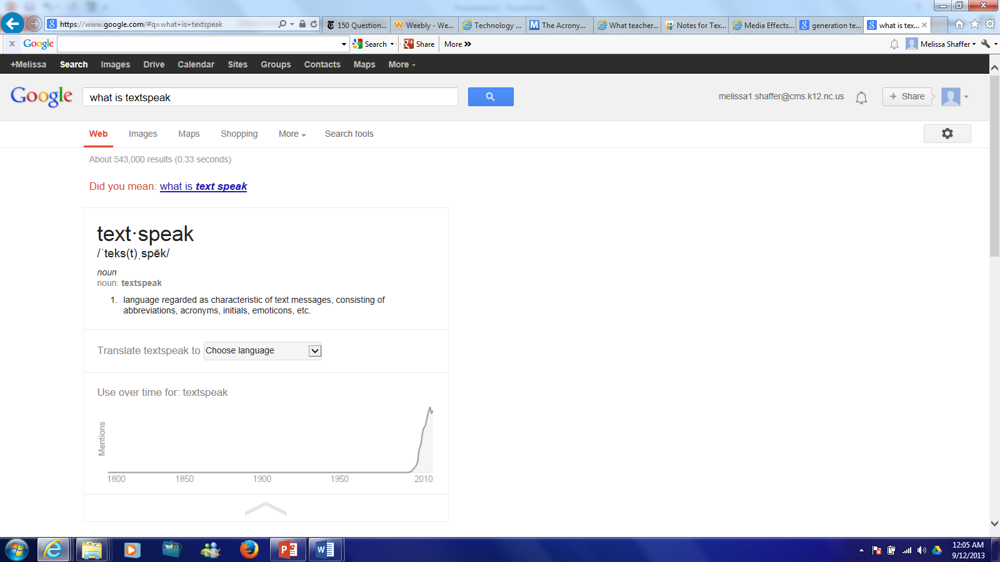 https://www.google.com/#q=what+is+textspeak
150 Question...
Weebly - We...
Technology ...
The Acrony...
What teacher...
Notes for Tex...
Media Effects...
generation te...
what is tex...
Google
Search
Share
More »
Melissa Shaffer
+Melissa Search Images Drive Calendar Sites Groups Contacts Maps More
Google
what is textspeak
melissa1.shaffer@cms.k12.nc.us
+ Share
Web Images Maps Shopping More Search tools
About 543,000 results (0.33 seconds)
Did you mean: what is text speak
text·speak
/ˈteks(t)ˌspēk/
noun
noun: textspeak
1. language regarded as characteristic of text messages, consisting of
abbreviations, acronyms, initials, emoticons, etc.
Translate textspeak to Choose language
Use over time for: textspeak
Mentions
1800 1850 1900 1950 2010
12:05 AM
9/12/2013